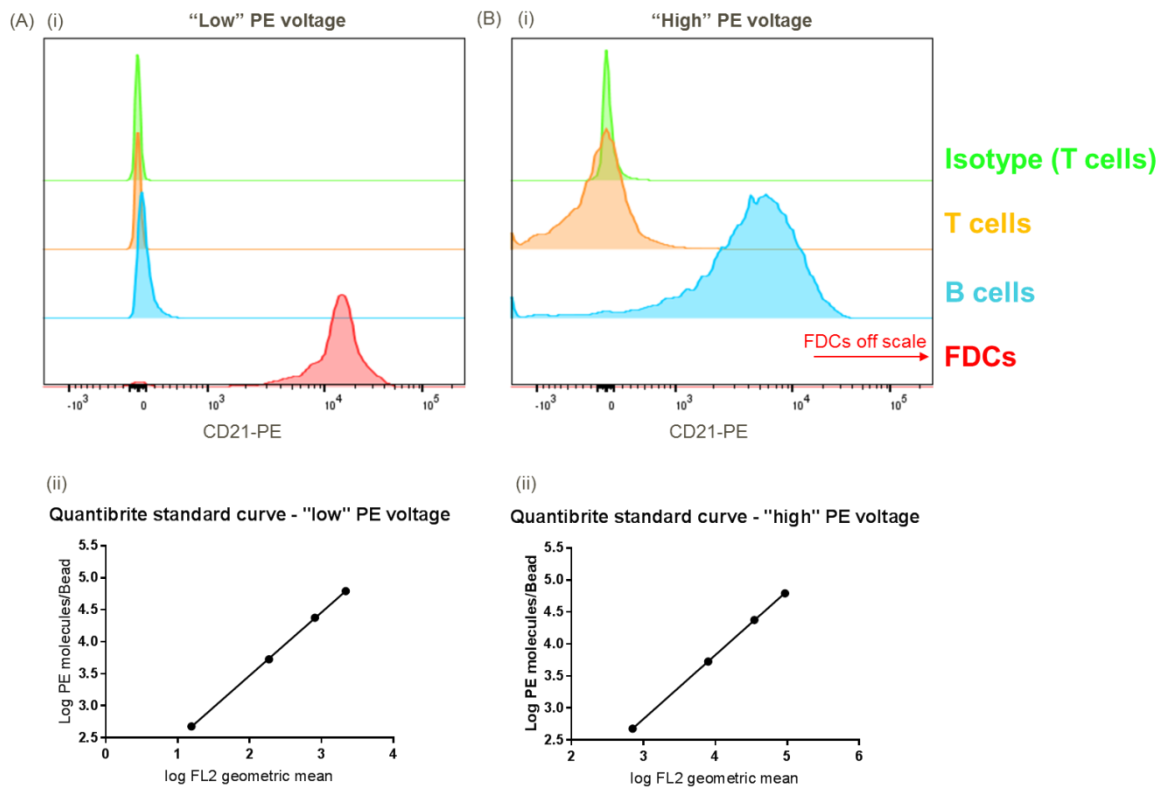 (A) (i) “Low” PE voltage
(B) (i) “High” PE voltage
Isotype (T cells)
T cells
B cells
FDCs off scale
FDCs
-10³ 0 10³ 10⁴ 10⁵
CD21-PE
-10³ 0 10³ 10⁴ 10⁵
CD21-PE
(ii)
Quantibrite standard curve - "low" PE voltage
Log PE molecules/Bead
5.5
5.0
4.5
4.0
3.5
3.0
2.5
0 1 2 3 4
log FL2 geometric mean
(ii)
Quantibrite standard curve - "high" PE voltage
Log PE molecules/Bead
5.5
5.0
4.5
4.0
3.5
3.0
2.5
2 3 4 5 6
log FL2 geometric mean